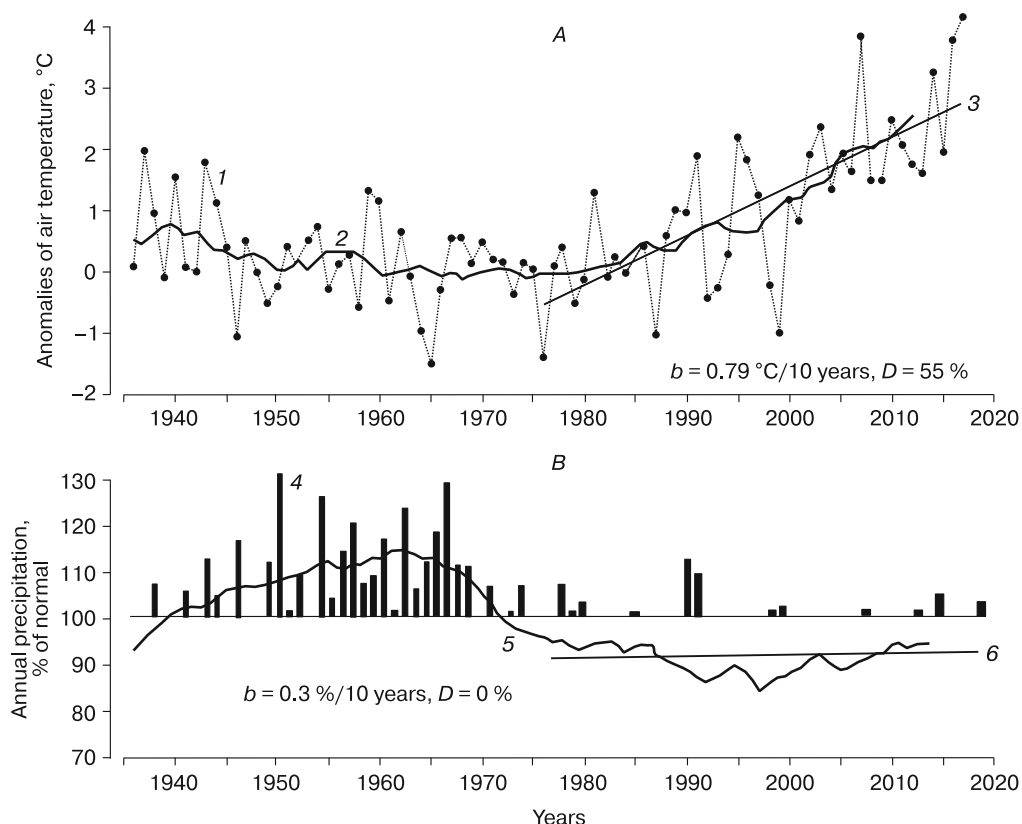 A
Anomalies of air temperature, °C
4
3
2
1
0
–1
–2
1
2
3
b = 0.79 °C/10 years, D = 55 %
1940 1950 1960 1970 1980 1990 2000 2010 2020
B
Annual precipitation,
% of normal
130
120
110
100
90
80
70
4
5
6
b = 0.3 %/10 years, D = 0 %
1940 1950 1960 1970 1980 1990 2000 2010 2020
Years